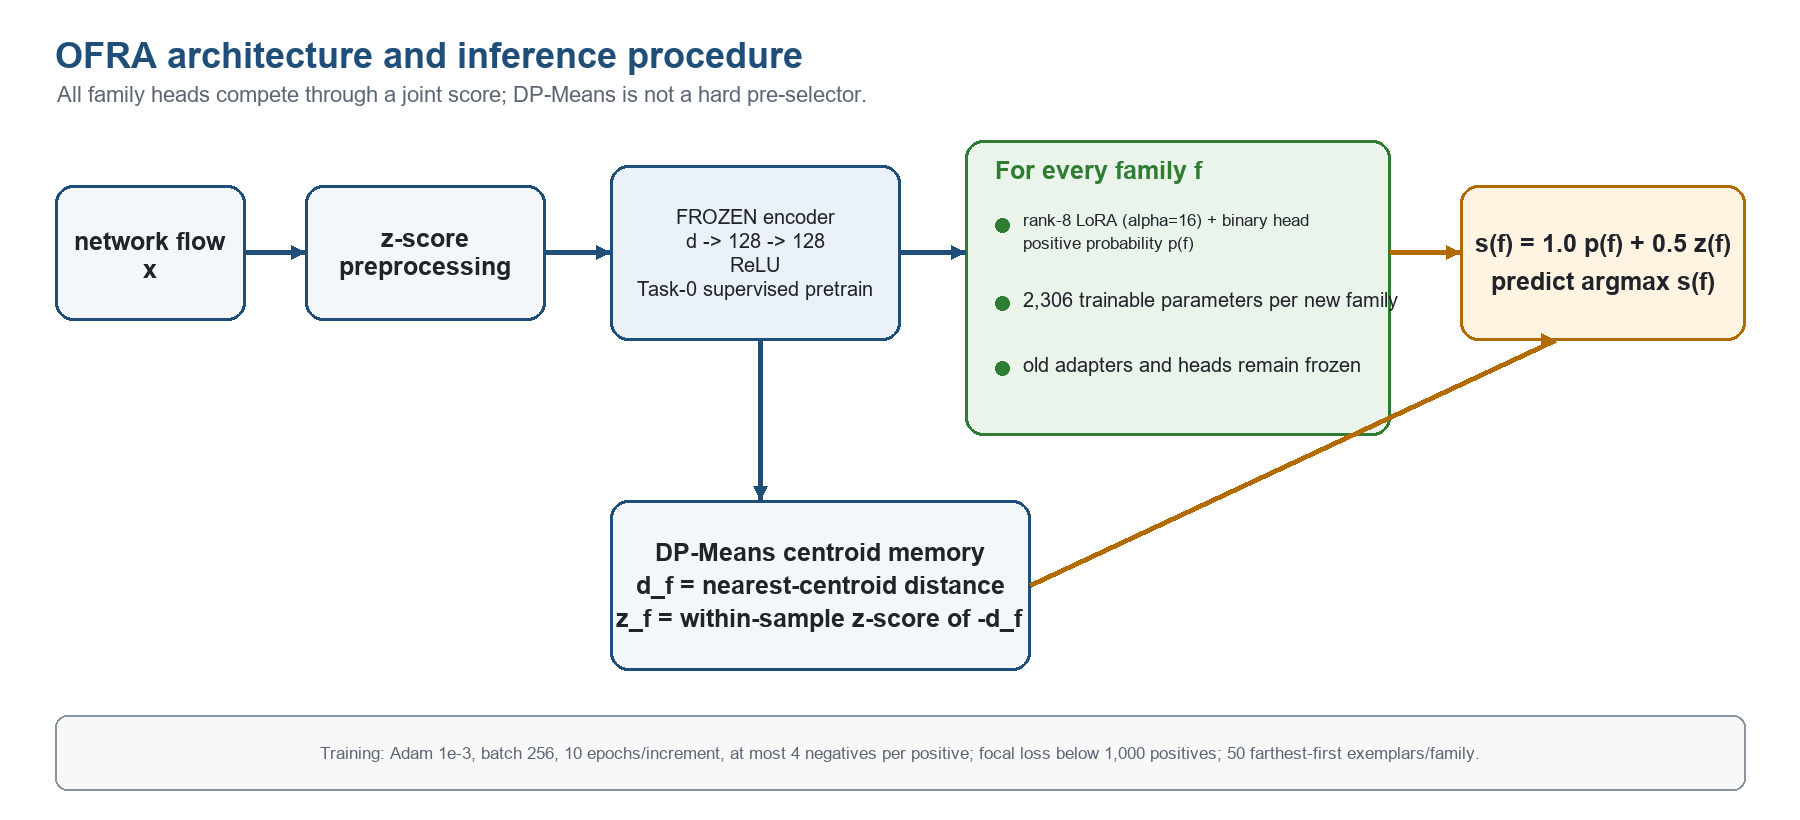 OFRA architecture and inference procedure
All family heads compete through a joint score; DP-Means is not a hard pre-selector.
network flow
x
z-score
preprocessing
FROZEN encoder
d -> 128 -> 128
ReLU
Task-0 supervised pretrain
For every family f
rank-8 LoRA (alpha=16) + binary head
positive probability p(f)
2,306 trainable parameters per new family
old adapters and heads remain frozen
s(f) = 1.0 p(f) + 0.5 z(f)
predict argmax s(f)
DP-Means centroid memory
d_f = nearest-centroid distance
z_f = within-sample z-score of -d_f
Training: Adam 1e-3, batch 256, 10 epochs/increment, at most 4 negatives per positive; focal loss below 1,000 positives; 50 farthest-first exemplars/family.